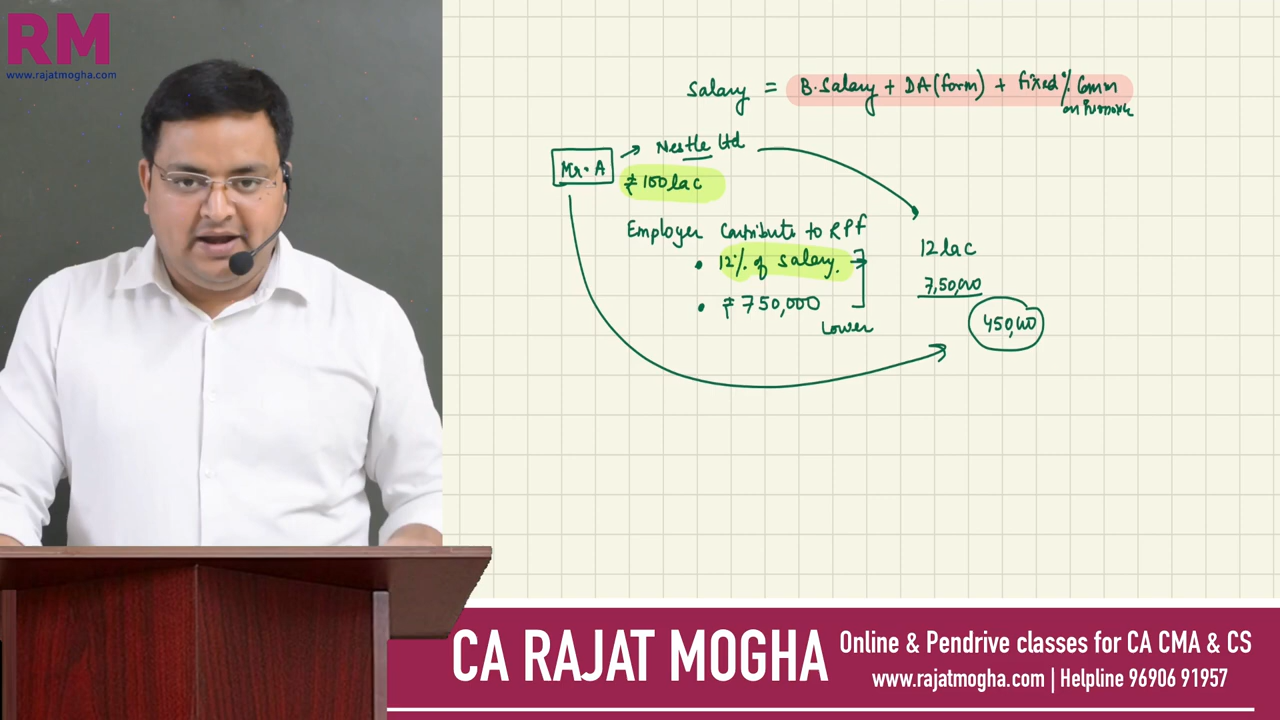 RM
www.rajatmogha.com
Salary = B.Salary + DA(form) + fixed % Comm
on
Mr. A → Nestle Ltd
₹ 100 lac
Employer Contribute to RPF
• 12% of salary.
• ₹ 750,000
Lower
12 lac
7,50,000
450,000
CA RAJAT MOGHA
Online & Pendrive classes for CA CMA & CS
www.rajatmogha.com | Helpline 96906 91957